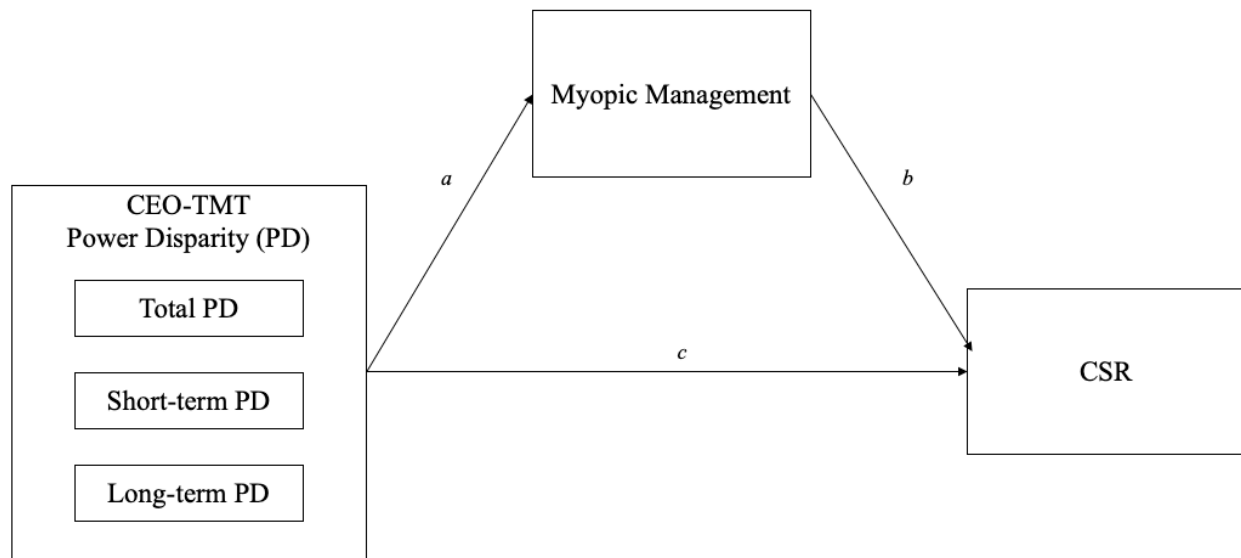 Myopic Management
a
b
CEO-TMT
Power Disparity (PD)
Total PD
c
Short-term PD
CSR
Long-term PD